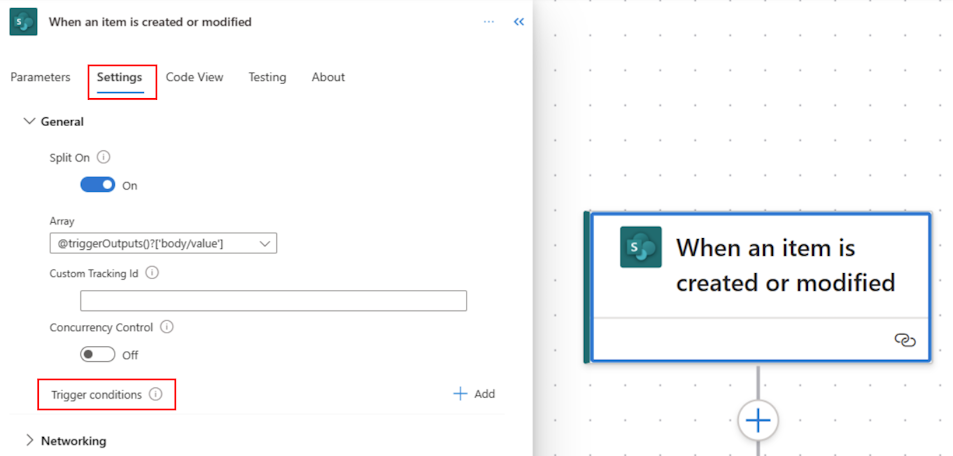 When an item is created or modified
Parameters
Settings
Code View
Testing
About
General
Split On
On
Array
@triggerOutputs()?['body/value']
Custom Tracking Id
Concurrency Control
Off
Trigger conditions
Add
Networking
When an item is
created or modified